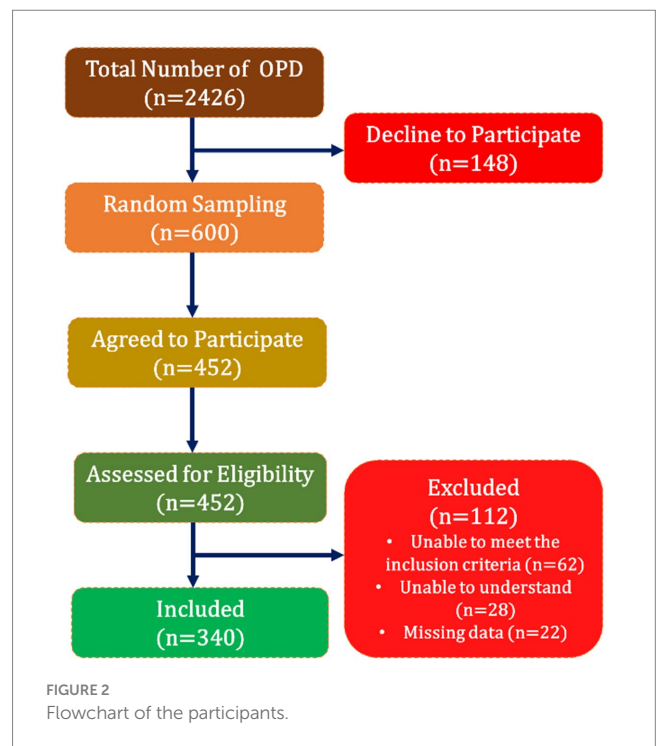 Total Number of OPD
(n=2426)
Decline to Participate
(n=148)
Random Sampling
(n=600)
Agreed to Participate
(n=452)
Assessed for Eligibility
(n=452)
Excluded
(n=112)
• Unable to meet the
inclusion criteria (n=62)
• Unable to understand
(n=28)
• Missing data (n=22)
Included
(n=340)
FIGURE 2
Flowchart of the participants.